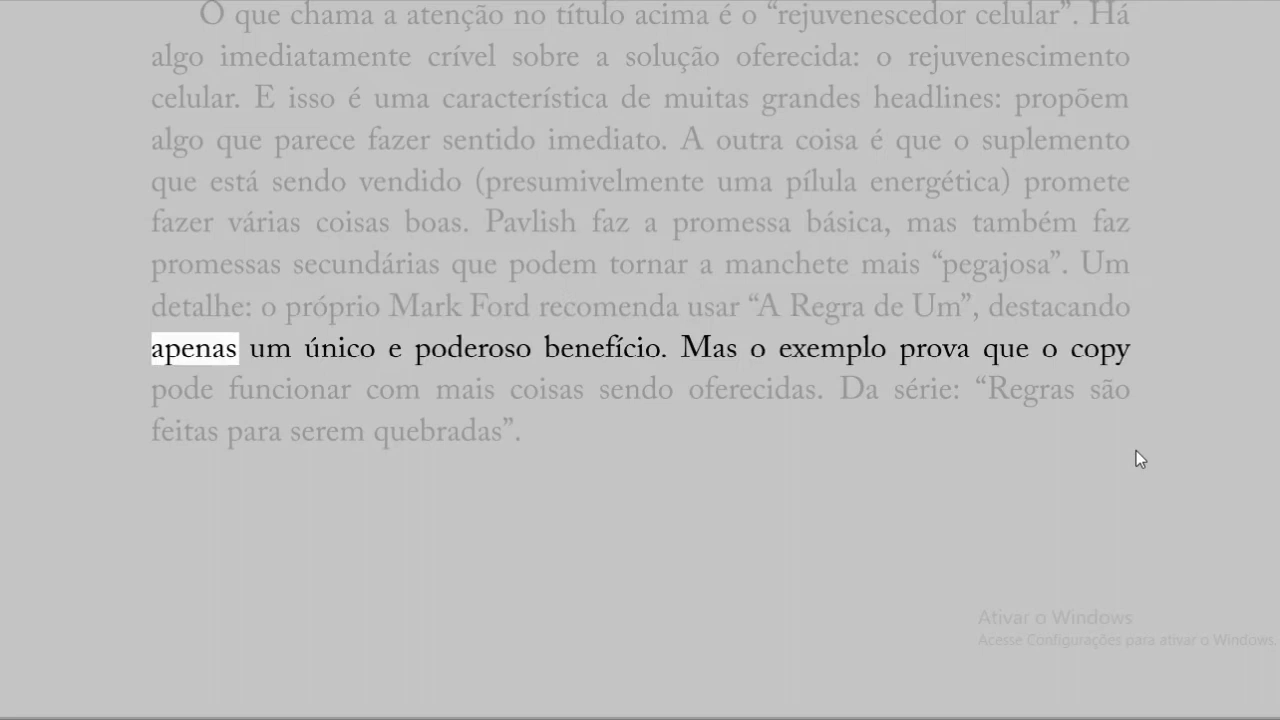 O que chama a atenção no título acima é o “rejuvenescedor celular”. Há
algo imediatamente crível sobre a solução oferecida: o rejuvenescimento
celular. E isso é uma característica de muitas grandes headlines: propõem
algo que parece fazer sentido imediato. A outra coisa é que o suplemento
que está sendo vendido (presumivelmente uma pílula energética) promete
fazer várias coisas boas. Pavlish faz a promessa básica, mas também faz
promessas secundárias que podem tornar a manchete mais “pegajosa”. Um
detalhe: o próprio Mark Ford recomenda usar “A Regra de Um”, destacando
apenas um único e poderoso benefício. Mas o exemplo prova que o copy
pode funcionar com mais coisas sendo oferecidas. Da série: “Regras são
feitas para serem quebradas”.
Ativar o Windows
Acesse Configurações para ativar o Windows.